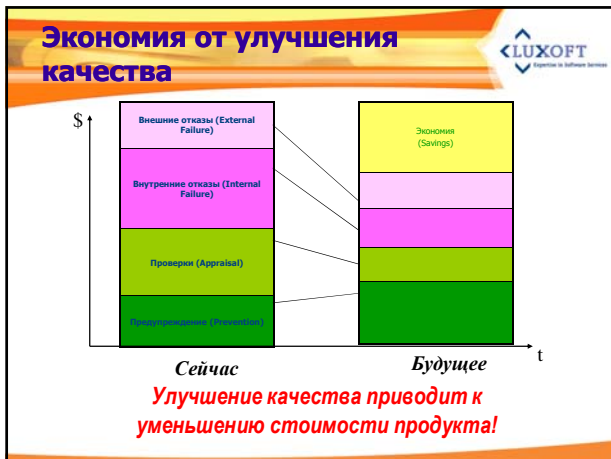 Экономия от улучшения
качества
LUXOFT
Expertise in Software Services
$
Внешние отказы (External
Failure)
Внутренние отказы (Internal
Failure)
Проверки (Appraisal)
Предупреждение (Prevention)
Экономия
(Savings)
t
Сейчас
Будущее
Улучшение качества приводит к
уменьшению стоимости продукта!